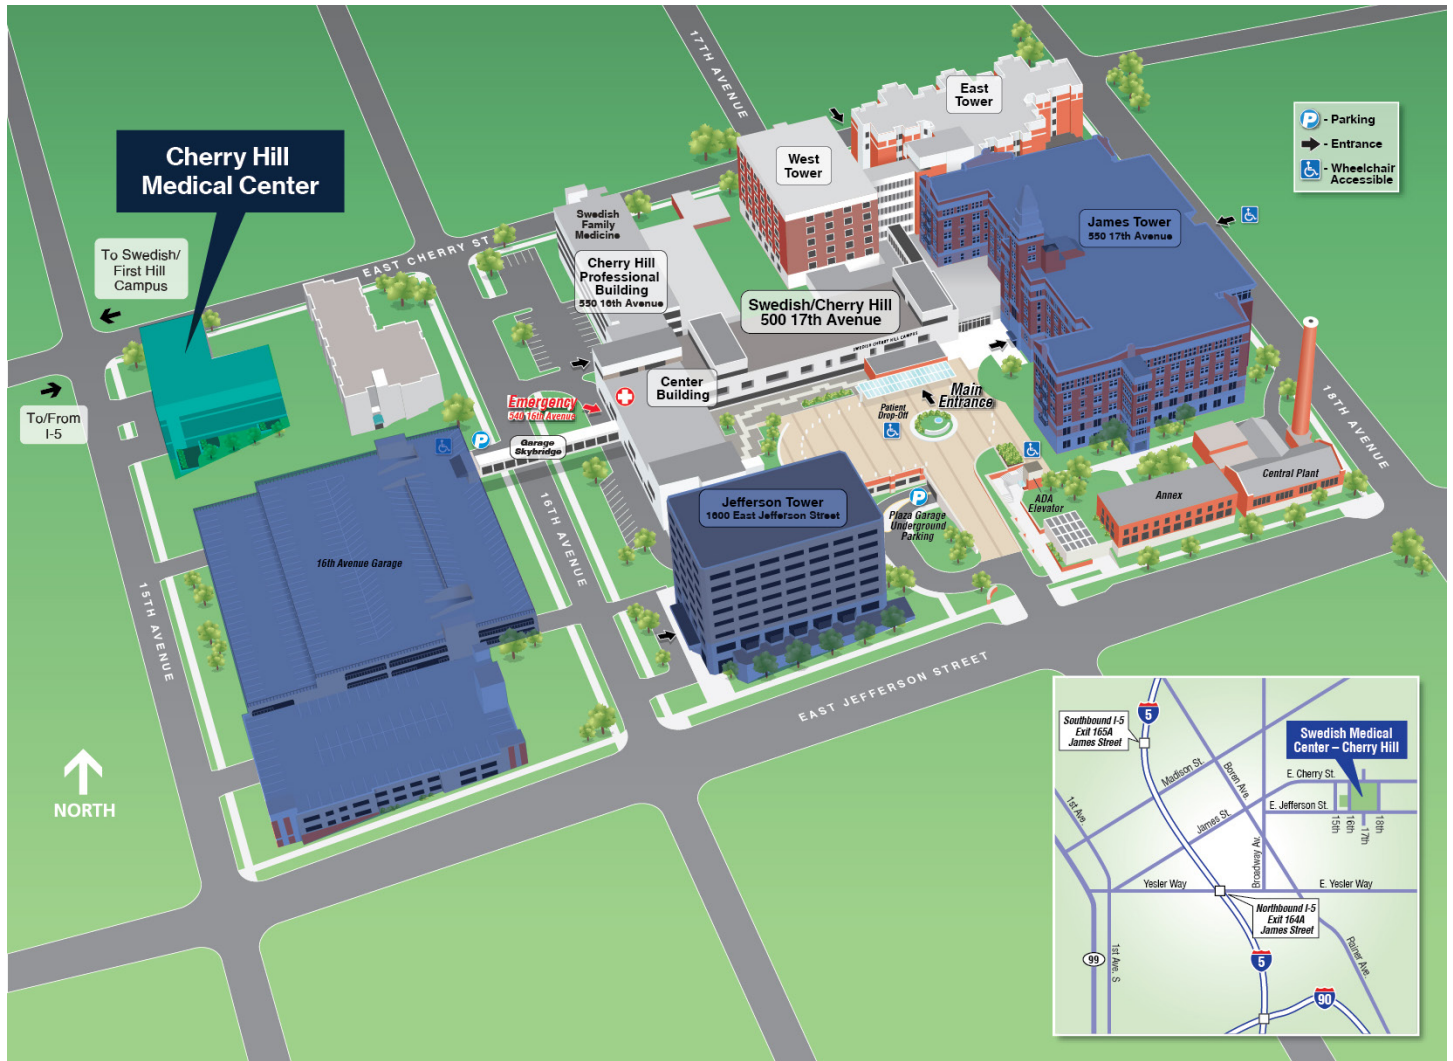 17TH AVENUE
East
Tower
P - Parking
- Entrance
- Wheelchair
Accessible
Cherry Hill
Medical Center
West
Tower
Swedish
Family
Medicine
James Tower
550 17th Avenue
To Swedish/
First Hill
Campus
EAST CHERRY ST
Cherry Hill
Professional
Building
550 16th Avenue
Swedish/Cherry Hill
500 17th Avenue
SWEDISH CHERRY HILL CAMPUS
Center
Building
Main
Entrance
To/From
I-5
Emergency
540 16th Avenue
Patient
Drop-Off
18TH AVENUE
P
Garage
Skybridge
Central Plant
Jefferson Tower
1600 East Jefferson Street
P
ADA
Elevator
Annex
Plaza Garage
Underground
Parking
16TH AVENUE
16th Avenue Garage
15TH AVENUE
EAST JEFFERSON STREET
NORTH
5
Southbound I-5
Exit 165A
James Street
Swedish Medical
Center – Cherry Hill
Madison St.
Boren Ave.
E. Cherry St.
1st Ave.
James St.
E. Jefferson St.
15th
16th
17th
18th
Broadway Av.
Yesler Way
E. Yesler Way
Northbound I-5
Exit 164A
James Street
Rainer Ave.
99
1st Ave. S
5
90